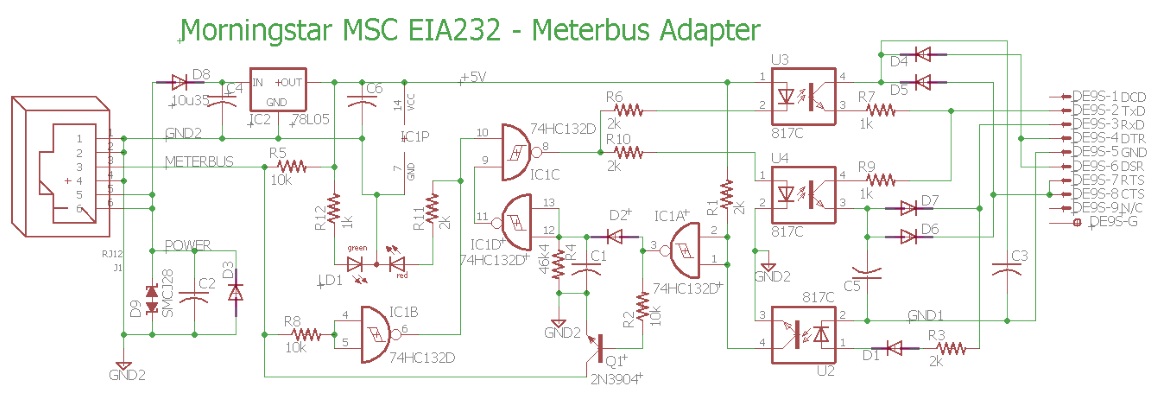 Morningstar MSC EIA232 - Meterbus Adapter
D8
10u35
C4
IN
+OUT
GND
IC2
78L05
C6
14
VCC
IC1P
7
GND
+5V
GND2
METERBUS
R5
10k
POWER
1
2
3
+ 4
5
6
1
2
3
4
5
6
RJ12
J1
D9
SMCJ28
C2
D3
GND2
R12
1k
R11
2k
green
red
LD1
R8
10k
4
5
6
IC1B
74HC132D
10
9
8
74HC132D
IC1C
11
13
12
IC1D
74HC132D
46k4
R4
C1
D2
GND2
R2
10k
Q1
2N3904
IC1A
3
2
1
74HC132D
R6
2k
R10
2k
R1
2k
U3
1
2
4
3
817C
U4
1
2
4
3
817C
GND2
817C
3
4
2
1
U2
R7
1k
R9
1k
D4
D5
D7
D6
C5
C3
GND1
D1
R3
2k
DE9S-1 DCD
DE9S-2 TxD
DE9S-3 RxD
DE9S-4 DTR
DE9S-5 GND
DE9S-6 DSR
DE9S-7 RTS
DE9S-8 CTS
DE9S-9 N/C
DE9S-G